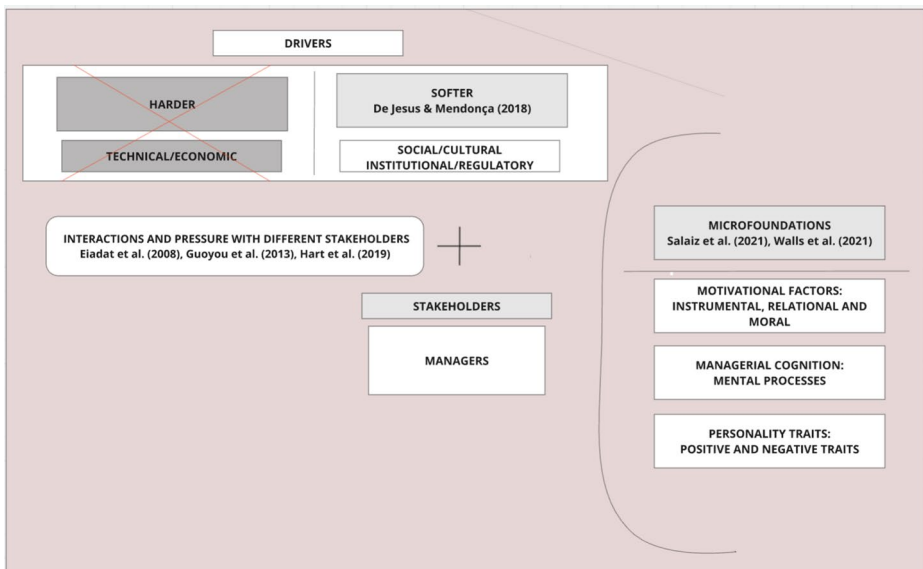 DRIVERS
HARDER
SOFTER
De Jesus & Mendonça (2018)
TECHNICAL/ECONOMIC
SOCIAL/CULTURAL
INSTITUTIONAL/REGULATORY
INTERACTIONS AND PRESSURE WITH DIFFERENT STAKEHOLDERS
Eiadat et al. (2008), Guoyou et al. (2013), Hart et al. (2019)
STAKEHOLDERS
MANAGERS
MICROFOUNDATIONS
Salaiz et al. (2021), Walls et al. (2021)
MOTIVATIONAL FACTORS:
INSTRUMENTAL, RELATIONAL AND
MORAL
MANAGERIAL COGNITION:
MENTAL PROCESSES
PERSONALITY TRAITS:
POSITIVE AND NEGATIVE TRAITS